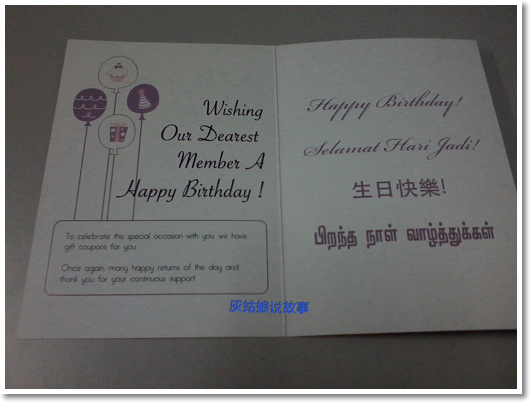 Wishing
Our Dearest
Member A
Happy Birthday !
To celebrate this special occasion with you we have
gift coupons for you.
Once again, many happy returns of the day and
thank you for your continuous support.
Happy Birthday!
Selamat Hari Jadi!
生日快樂!
பிறந்த நாள் வாழ்த்துக்கள்
灰姑娘说故事